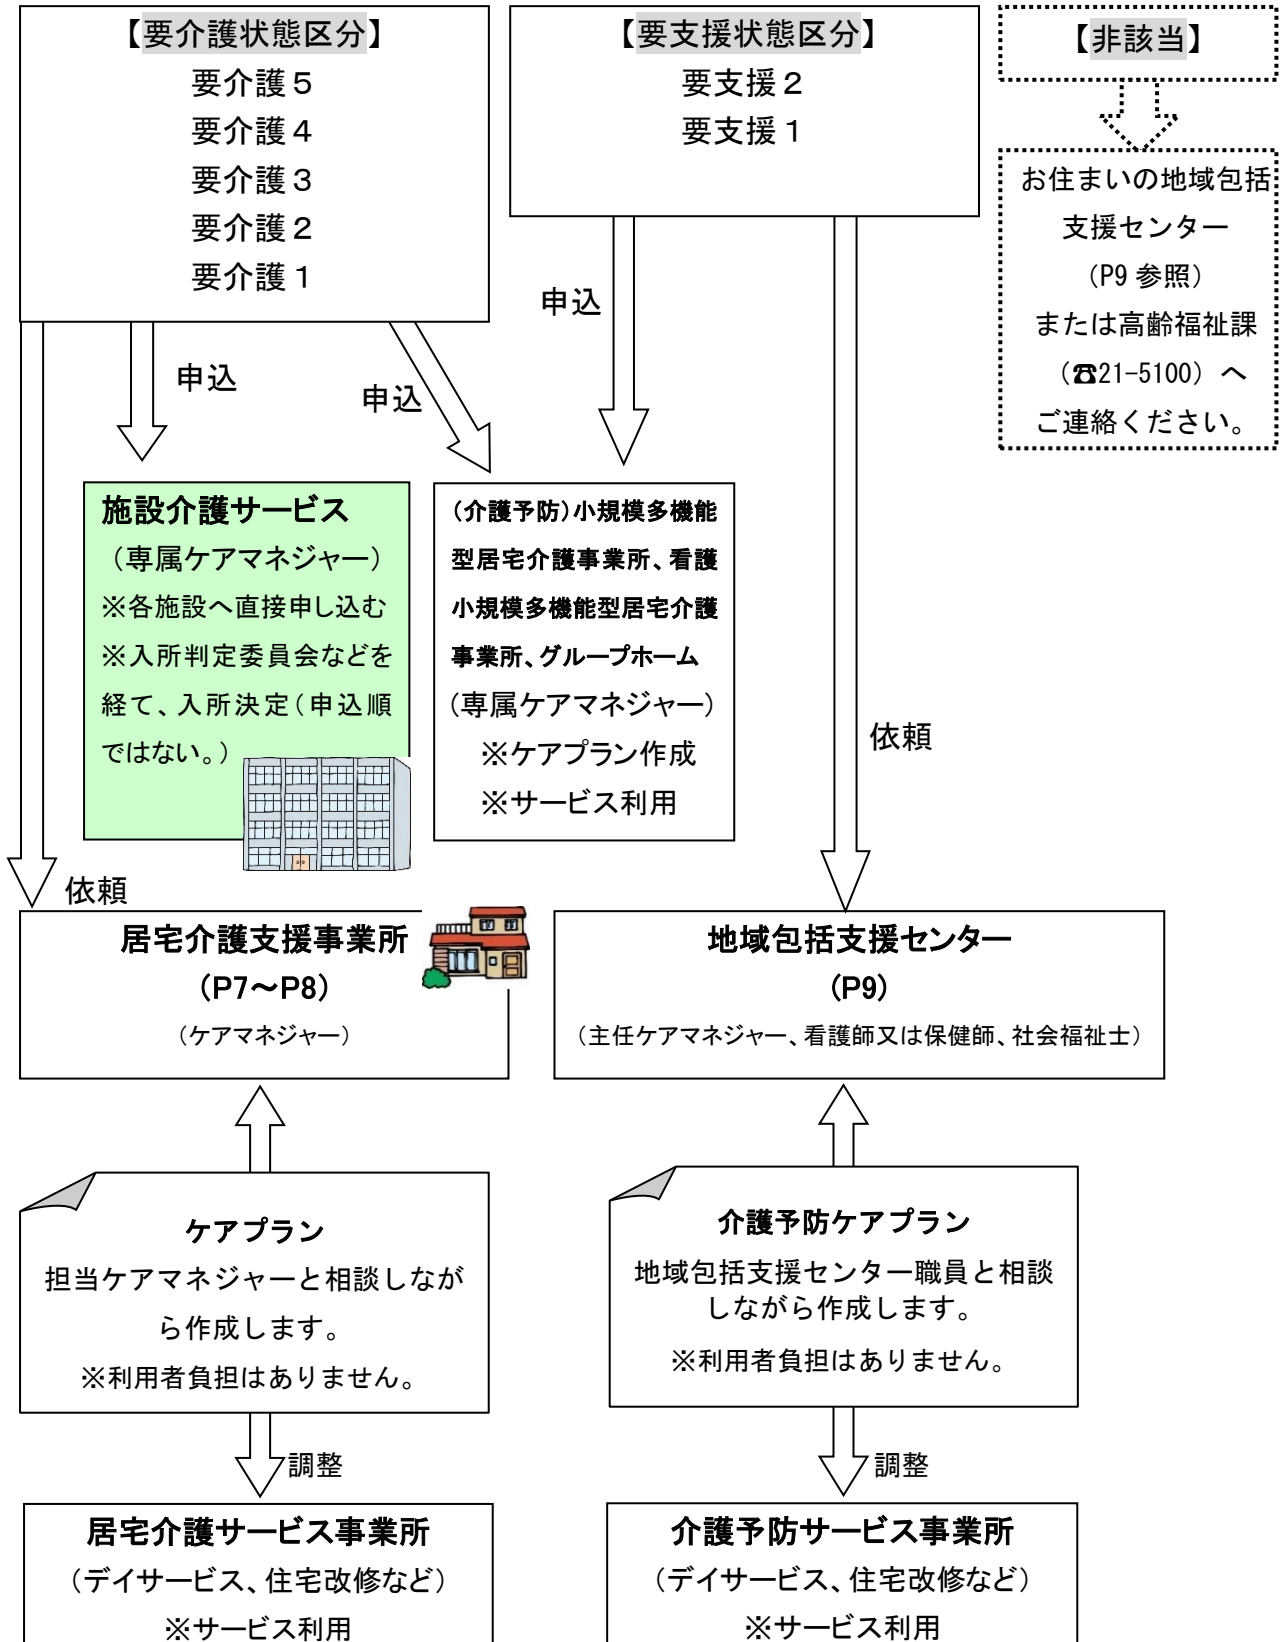 【要介護状態区分】
要介護５
要介護４
要介護３
要介護２
要介護１
【要支援状態区分】
要支援２
要支援１
【非該当】
お住まいの地域包括
支援センター
（P9 参照）
または高齢福祉課
（☎21-5100）へ
ご連絡ください。
申込
申込
申込
施設介護サービス
（専属ケアマネジャー）
※各施設へ直接申し込む
※入所判定委員会などを
経て、入所決定（申込順
ではない。）
（介護予防）小規模多機能
型居宅介護事業所、看護
小規模多機能型居宅介護
事業所、グループホーム
（専属ケアマネジャー）
※ケアプラン作成
※サービス利用
依頼
依頼
居宅介護支援事業所
（P7～P8）
（ケアマネジャー）
地域包括支援センター
（P9）
（主任ケアマネジャー、看護師又は保健師、社会福祉士）
ケアプラン
担当ケアマネジャーと相談しなが
ら作成します。
※利用者負担はありません。
介護予防ケアプラン
地域包括支援センター職員と相談
しながら作成します。
※利用者負担はありません。
調整
調整
居宅介護サービス事業所
（デイサービス、住宅改修など）
※サービス利用
介護予防サービス事業所
（デイサービス、住宅改修など）
※サービス利用